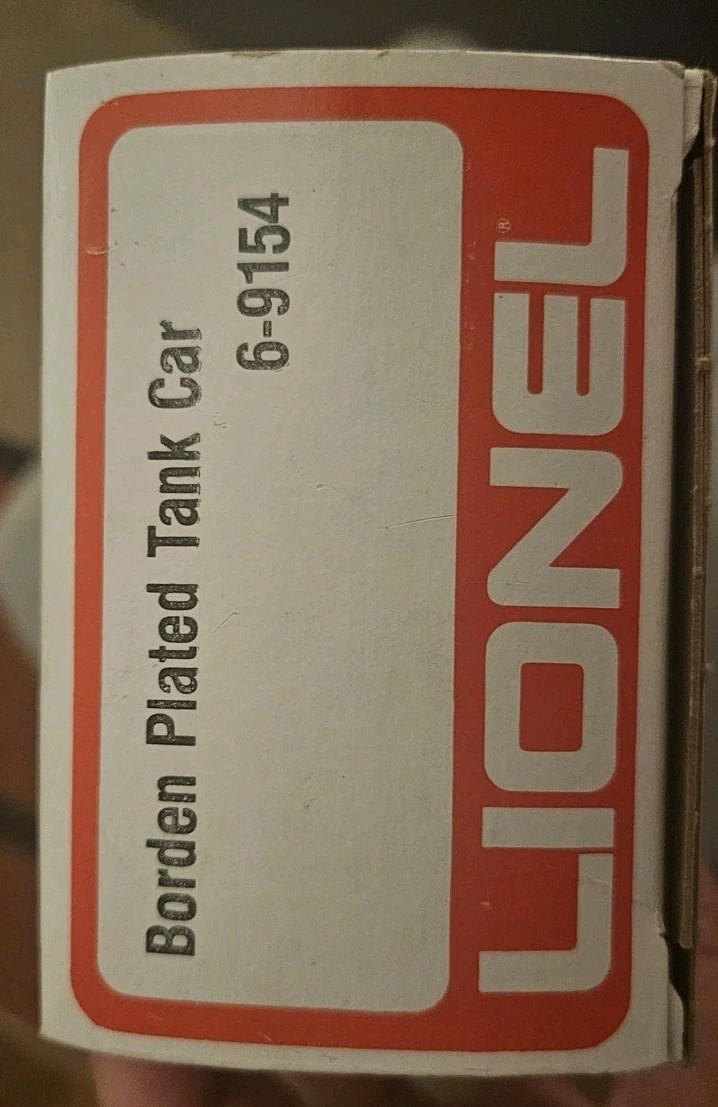 Borden Plated Tank Car
6-9154
LIONEL®